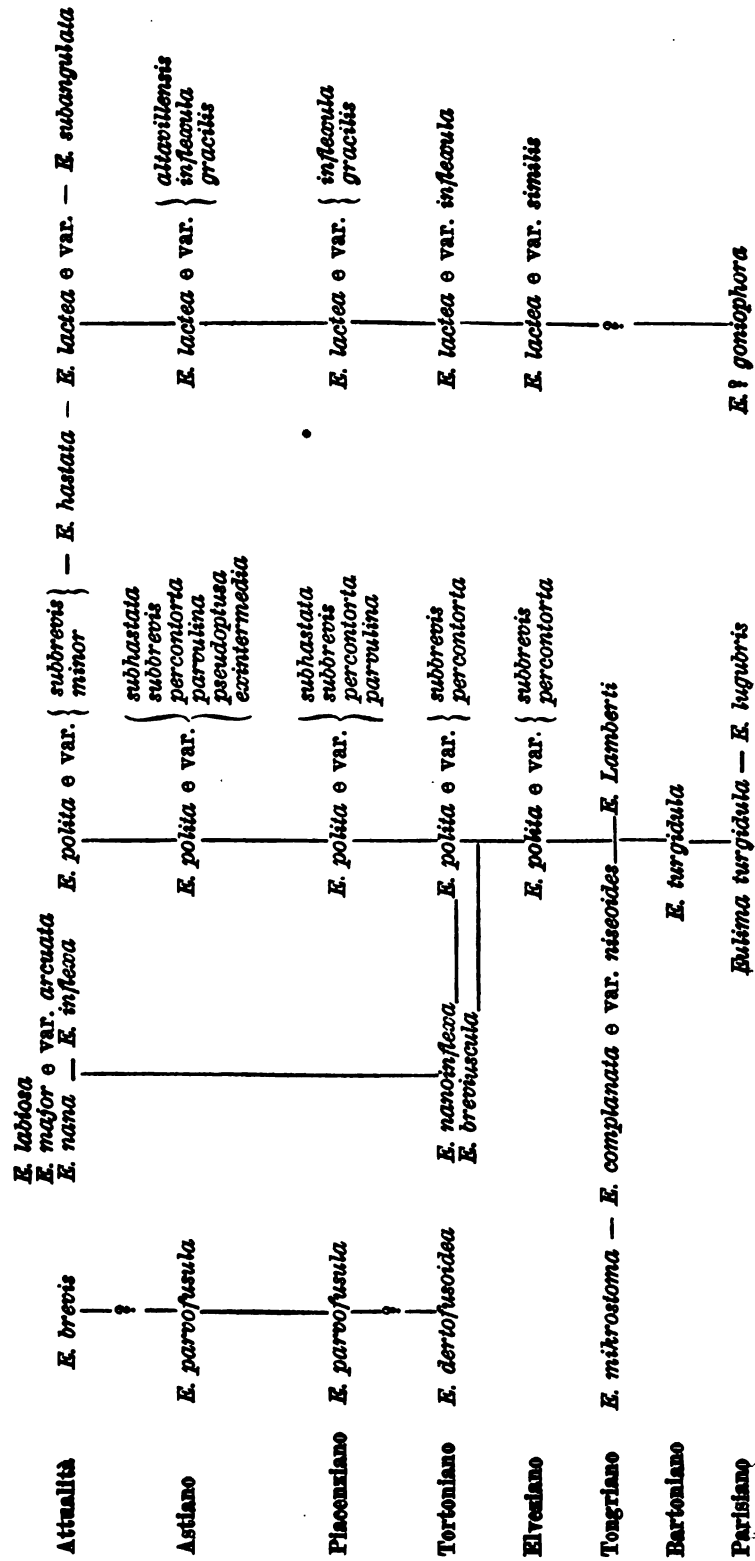 E. labiosa
E. major e var. arcuata
Attualità E. brevis E. nana — E. inflexa E. polita e var. { subbrevis minor } — E. hastata — E. lactea e var. — E. subangulata
?
Astiano E. parvofusula E. polita e var. { subhastata subbrevis percontorta parvulina pseudoptusa exintermedia E. lactea e var. { altavillensis inflexula gracilis
Piacenziano E. parvofusula E. polita e var. { subhastata subbrevis percontorta parvulina E. lactea e var. { inflexula gracilis
?
Tortoniano E. dertofusoidea E. nanoinflexa E. polita e var. { subbrevis percontorta E. lactea e var. inflexula
E. breviuscula
Elveziano E. polita e var. { subbrevis percontorta E. lactea e var. similis
Tongriano E. mikrostoma — E. complanata e var. niseoides — E. Lamberti ?
Bartoniano E. turgidula
Parisiano Eulima turgidula — E. lugubris E. ? goniophora